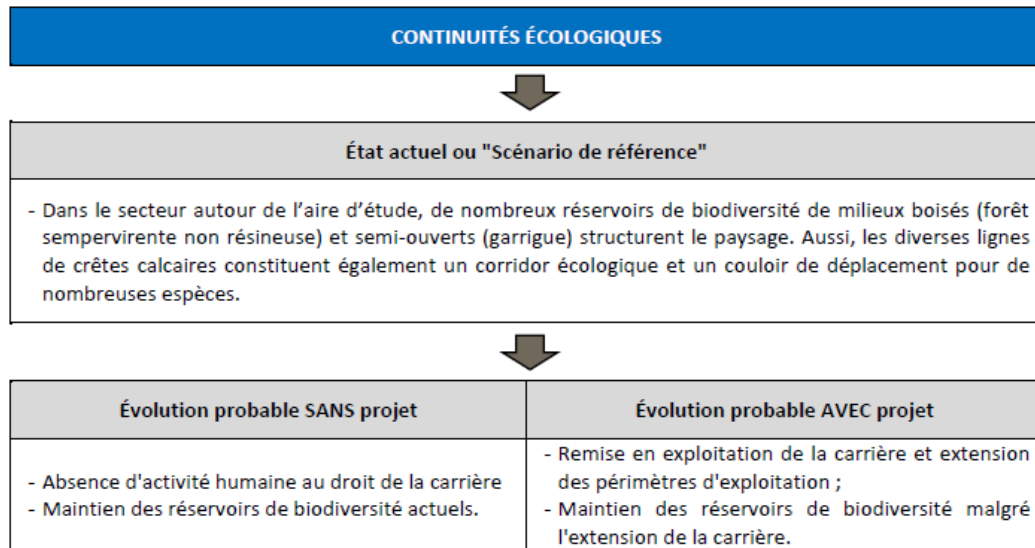 CONTINUITÉS ÉCOLOGIQUES
État actuel ou "Scénario de référence"
- Dans le secteur autour de l’aire d’étude, de nombreux réservoirs de biodiversité de milieux boisés (forêt
sempervirente non résineuse) et semi-ouverts (garrigue) structurent le paysage. Aussi, les diverses lignes
de crêtes calcaires constituent également un corridor écologique et un couloir de déplacement pour de
nombreuses espèces.
Évolution probable SANS projet
- Absence d'activité humaine au droit de la carrière
- Maintien des réservoirs de biodiversité actuels.
Évolution probable AVEC projet
- Remise en exploitation de la carrière et extension
des périmètres d'exploitation ;
- Maintien des réservoirs de biodiversité malgré
l'extension de la carrière.